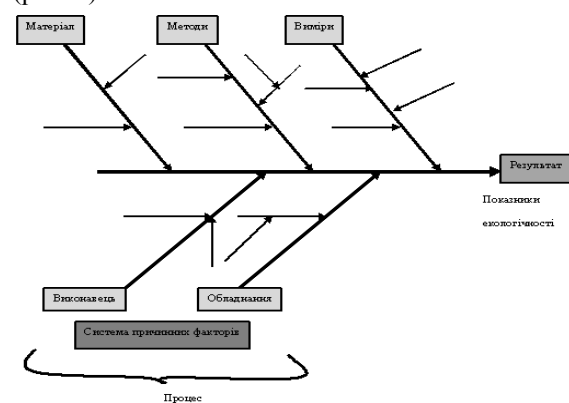 Матеріал
Методи
Виміри
Результат
Показники
екологічності
Виконавець
Обладнання
Система причинних факторів
Процес